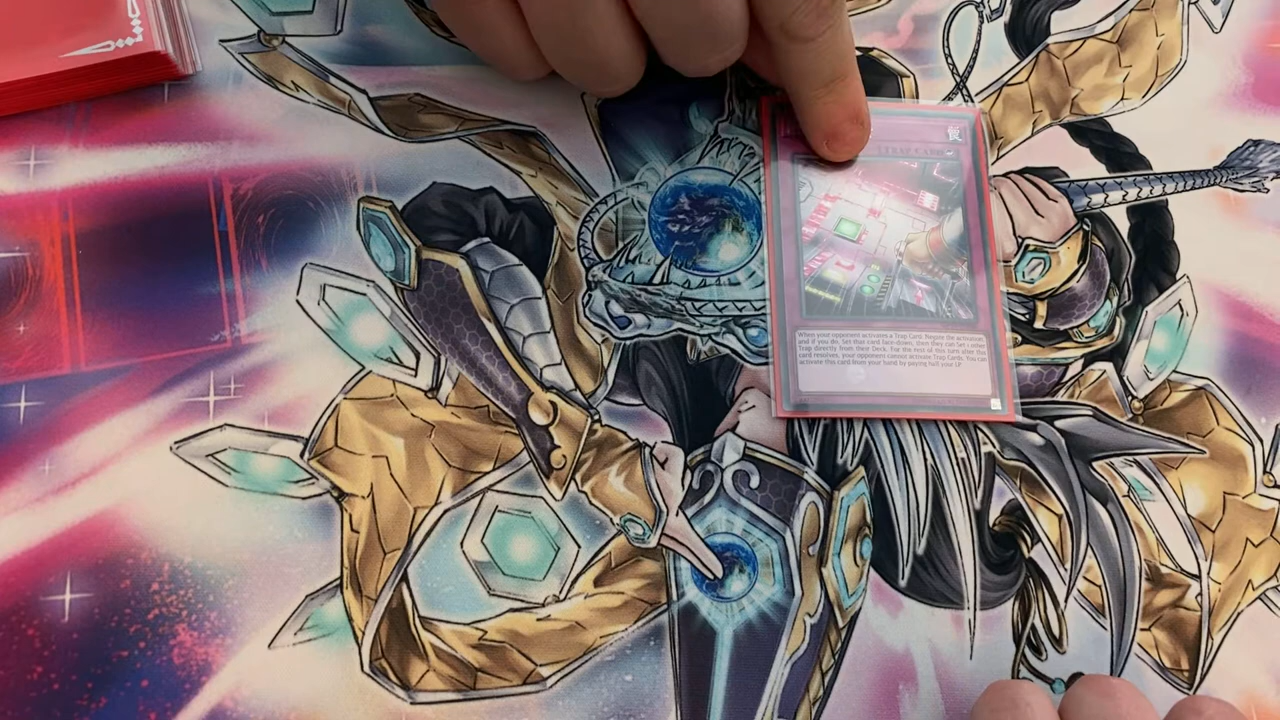 TRAP CARD
When your opponent activates a Trap Card: Negate the activation,
and if you do, Set that card face-down, then they can Set 1 other
Trap directly from their Deck. For the rest of this turn after this
card resolves, your opponent cannot activate Trap Cards. You can
activate this card from your hand by paying half your LP.